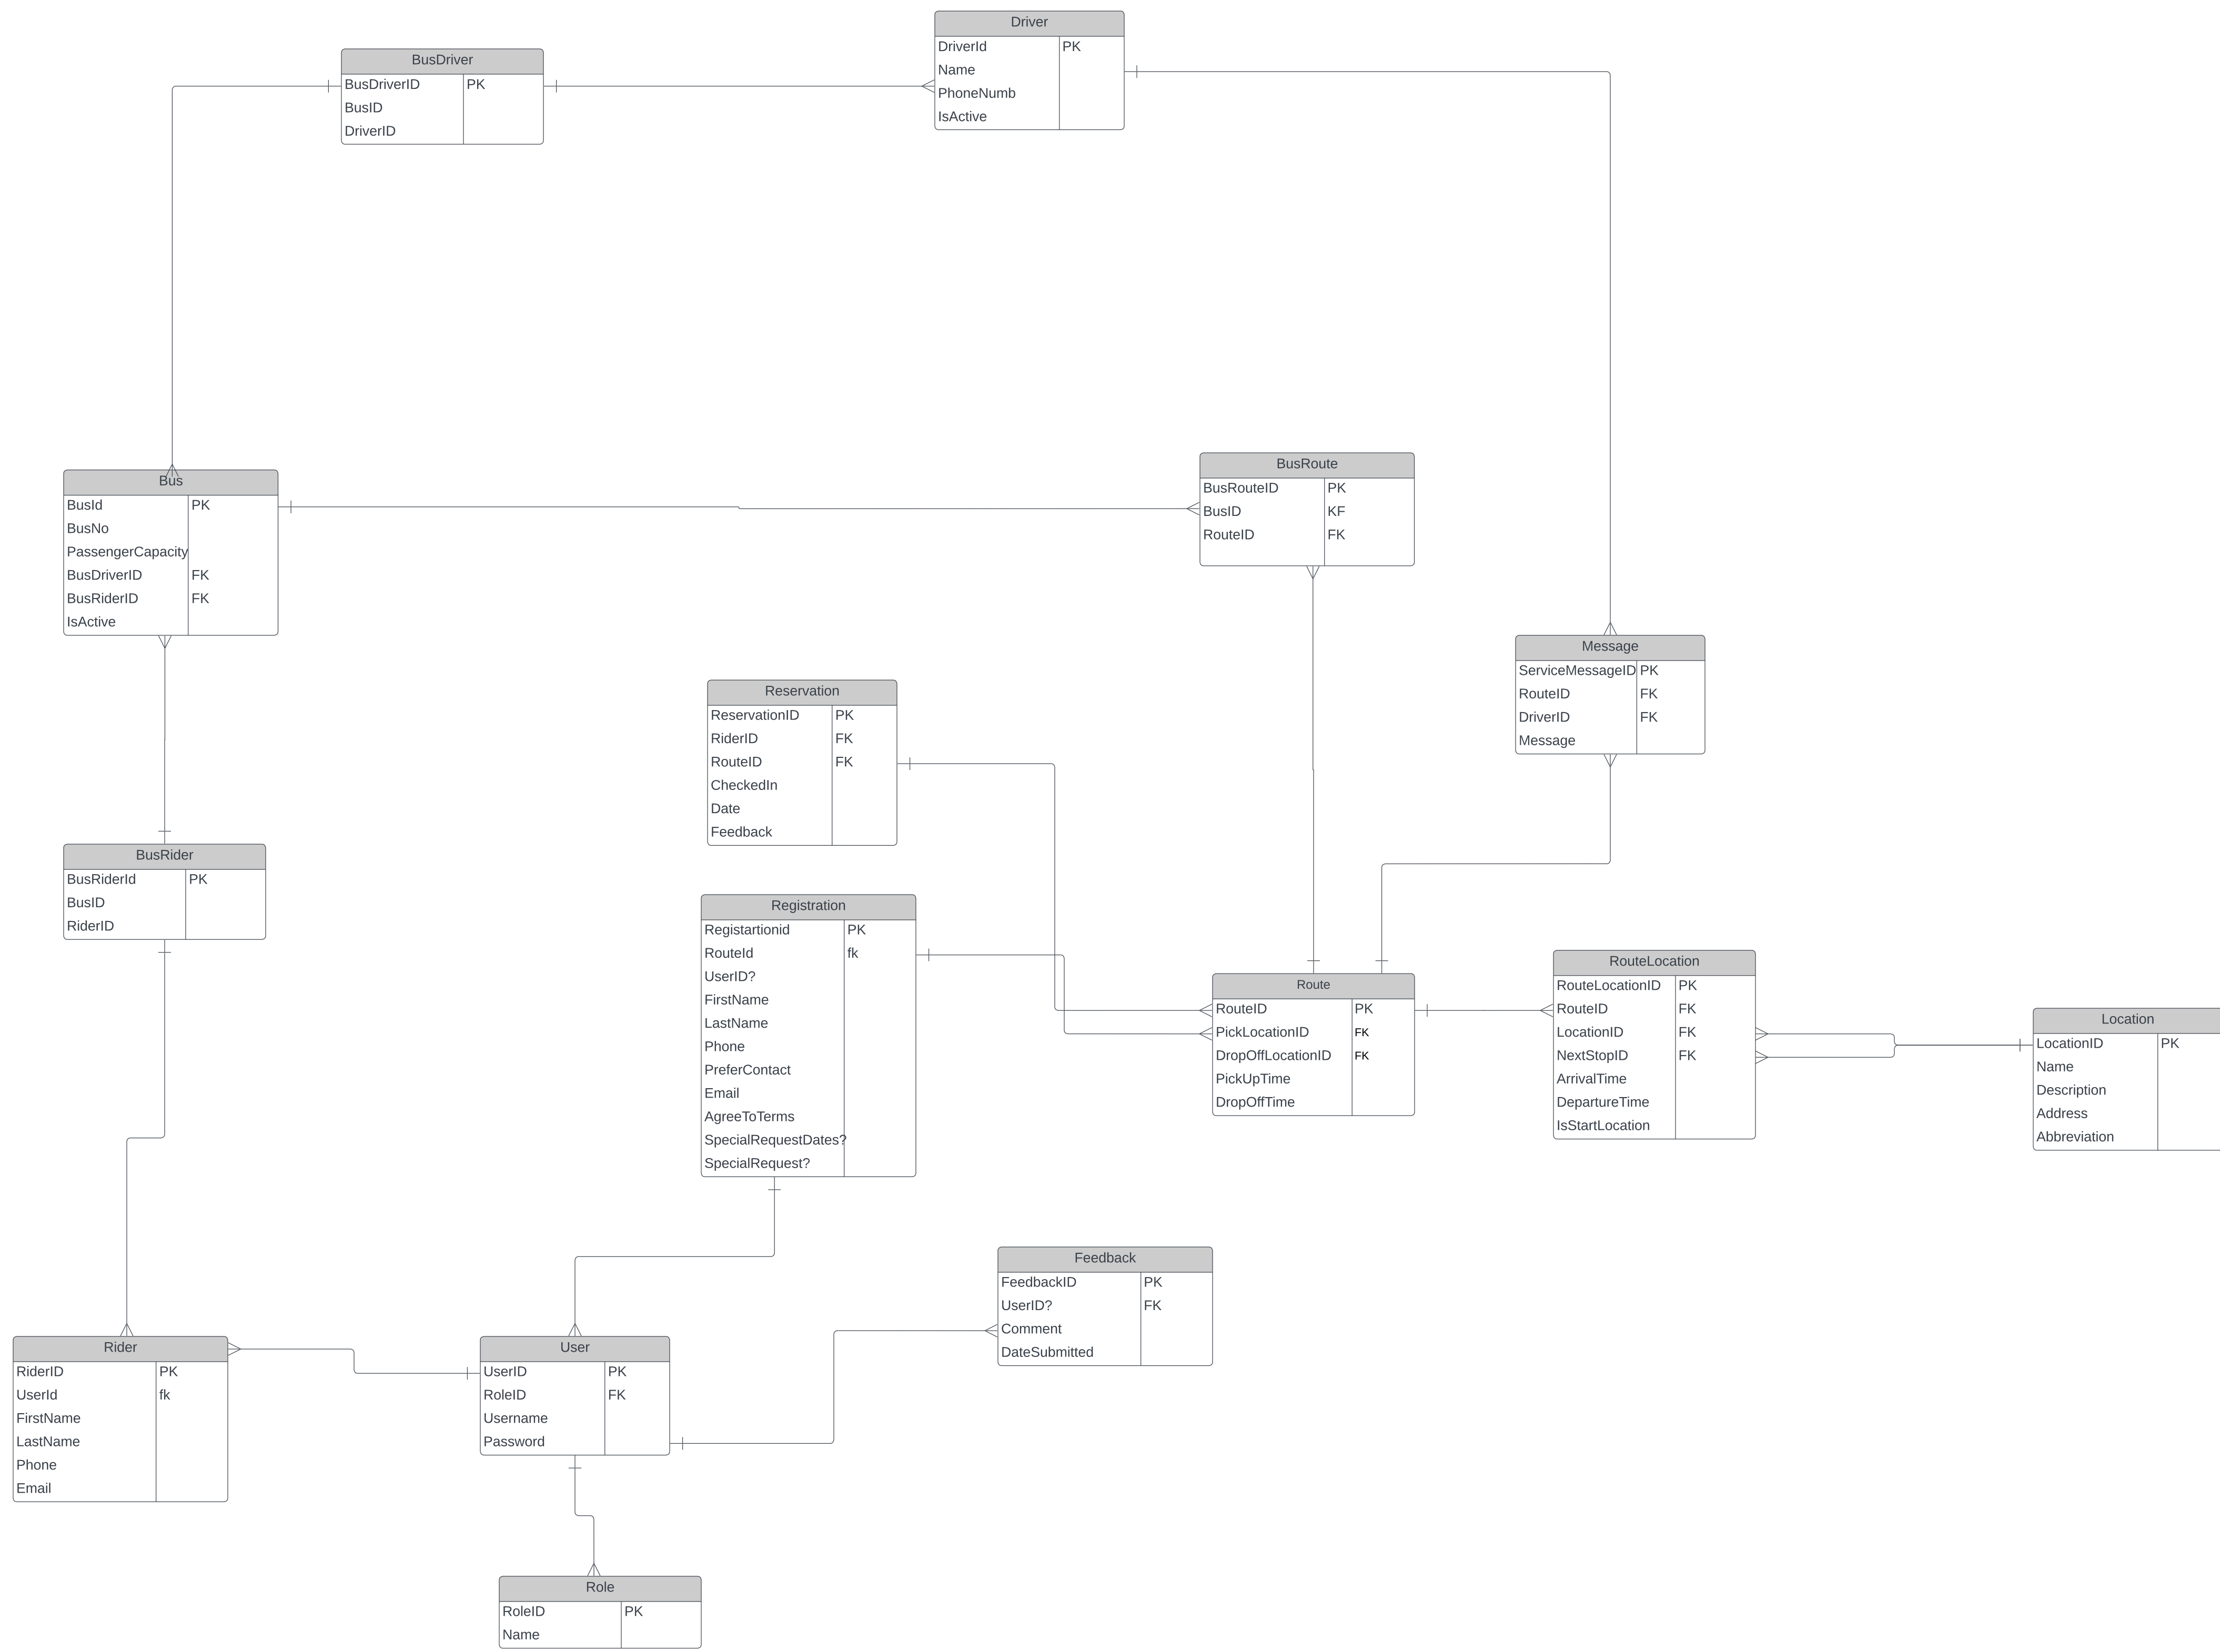 Driver
DriverId PK
Name
PhoneNumb
IsActive
BusDriver
BusDriverID PK
BusID
DriverID
Bus
BusId PK
BusNo
PassengerCapacity
BusDriverID FK
BusRiderID FK
IsActive
BusRoute
BusRouteID PK
BusID KF
RouteID FK
Message
ServiceMessageID PK
RouteID FK
DriverID FK
Message
Reservation
ReservationID PK
RiderID FK
RouteID FK
CheckedIn
Date
Feedback
BusRider
BusRiderId PK
BusID
RiderID
Registration
Registartionid PK
RouteId fk
UserID?
FirstName
LastName
Phone
PreferContact
Email
AgreeToTerms
SpecialRequestDates?
SpecialRequest?
Route
RouteID PK
PickLocationID FK
DropOffLocationID FK
PickUpTime
DropOffTime
RouteLocation
RouteLocationID PK
RouteID FK
LocationID FK
NextStopID FK
ArrivalTime
DepartureTime
IsStartLocation
Location
LocationID PK
Name
Description
Address
Abbreviation
Feedback
FeedbackID PK
UserID? FK
Comment
DateSubmitted
Rider
RiderID PK
UserId fk
FirstName
LastName
Phone
Email
User
UserID PK
RoleID FK
Username
Password
Role
RoleID PK
Name